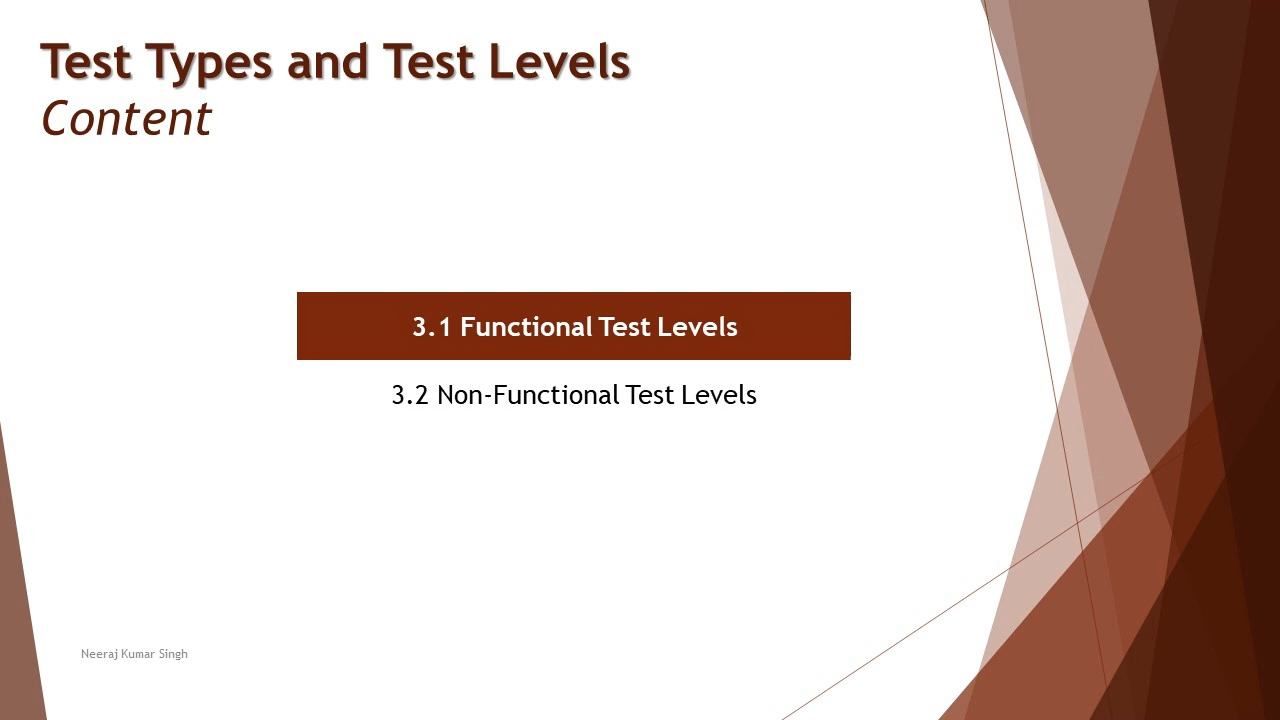 Test Types and Test Levels
Content
3.1 Functional Test Levels
3.2 Non-Functional Test Levels
Neeraj Kumar Singh